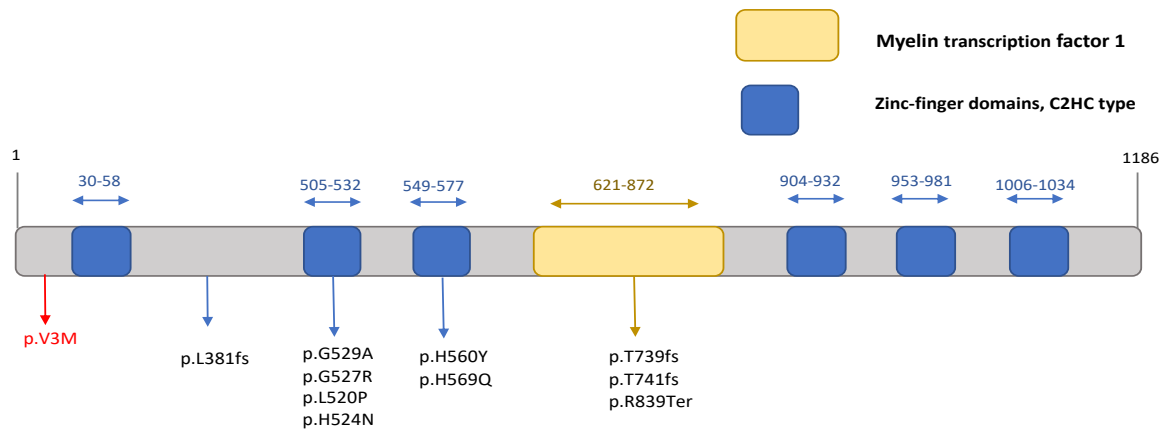 Myelin transcription factor 1
Zinc-finger domains, C2HC type
1
1186
30-58
505-532
549-577
621-872
904-932
953-981
1006-1034
p.V3M
p.L381fs
p.G529A
p.G527R
p.L520P
p.H524N
p.H560Y
p.H569Q
p.T739fs
p.T741fs
p.R839Ter